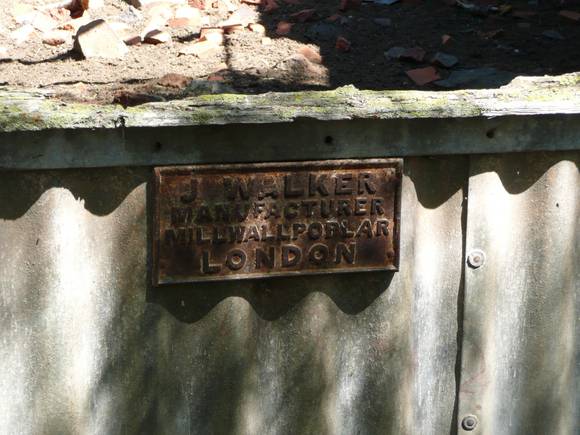 J WALKER
MANUFACTURER
MILLWALL POPLAR
LONDON